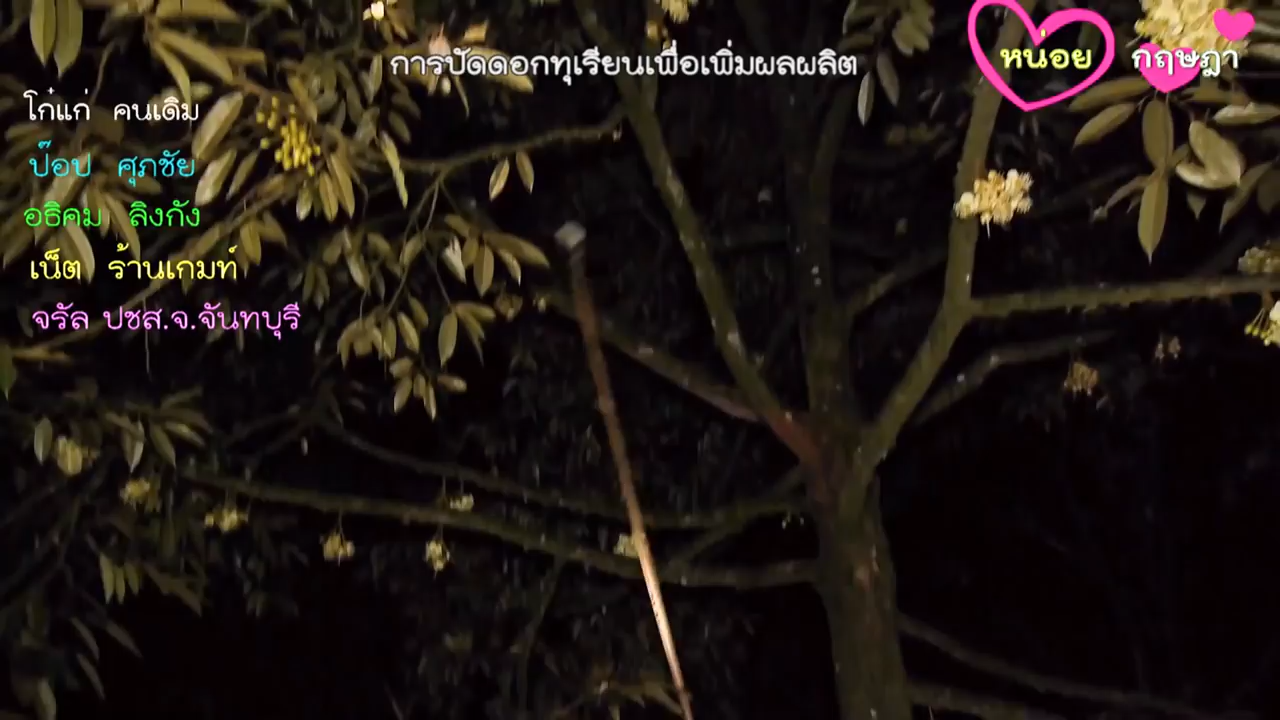 หน่อย กฤษฎา
การปัดดอกทุเรียนเพื่อเพิ่มผลผลิต
โก๋แก่ คนเดิม
ป๊อป ศุภชัย
อธิคม ลิงกัง
เน็ต ร้านเกมท์
จรัล ปชส.จ.จันทบุรี